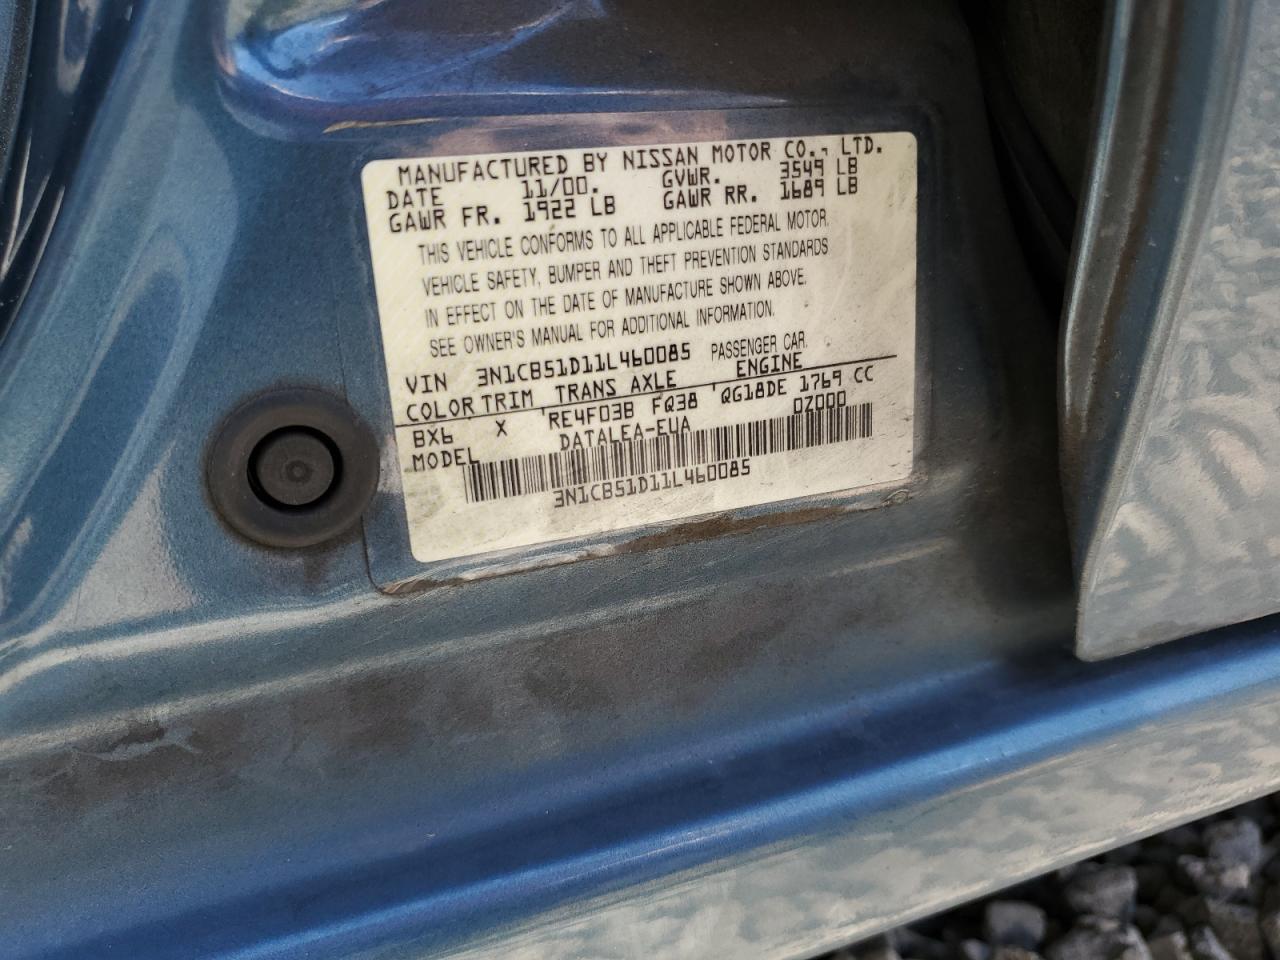 MANUFACTURED BY NISSAN MOTOR CO., LTD.
DATE 11/00. GVWR. 3549 LB
GAWR FR. 1922 LB GAWR RR. 1689 LB
THIS VEHICLE CONFORMS TO ALL APPLICABLE FEDERAL MOTOR
VEHICLE SAFETY, BUMPER AND THEFT PREVENTION STANDARDS
IN EFFECT ON THE DATE OF MANUFACTURE SHOWN ABOVE.
SEE OWNER'S MANUAL FOR ADDITIONAL INFORMATION.
VIN 3N1CB51D11L460085 PASSENGER CAR.
COLOR TRIM TRANS AXLE ENGINE
BX6 X RE4F03B FQ38 QG18DE 1769 CC
MODEL DATALEA-EUA 0Z000
3N1CB51D11L460085